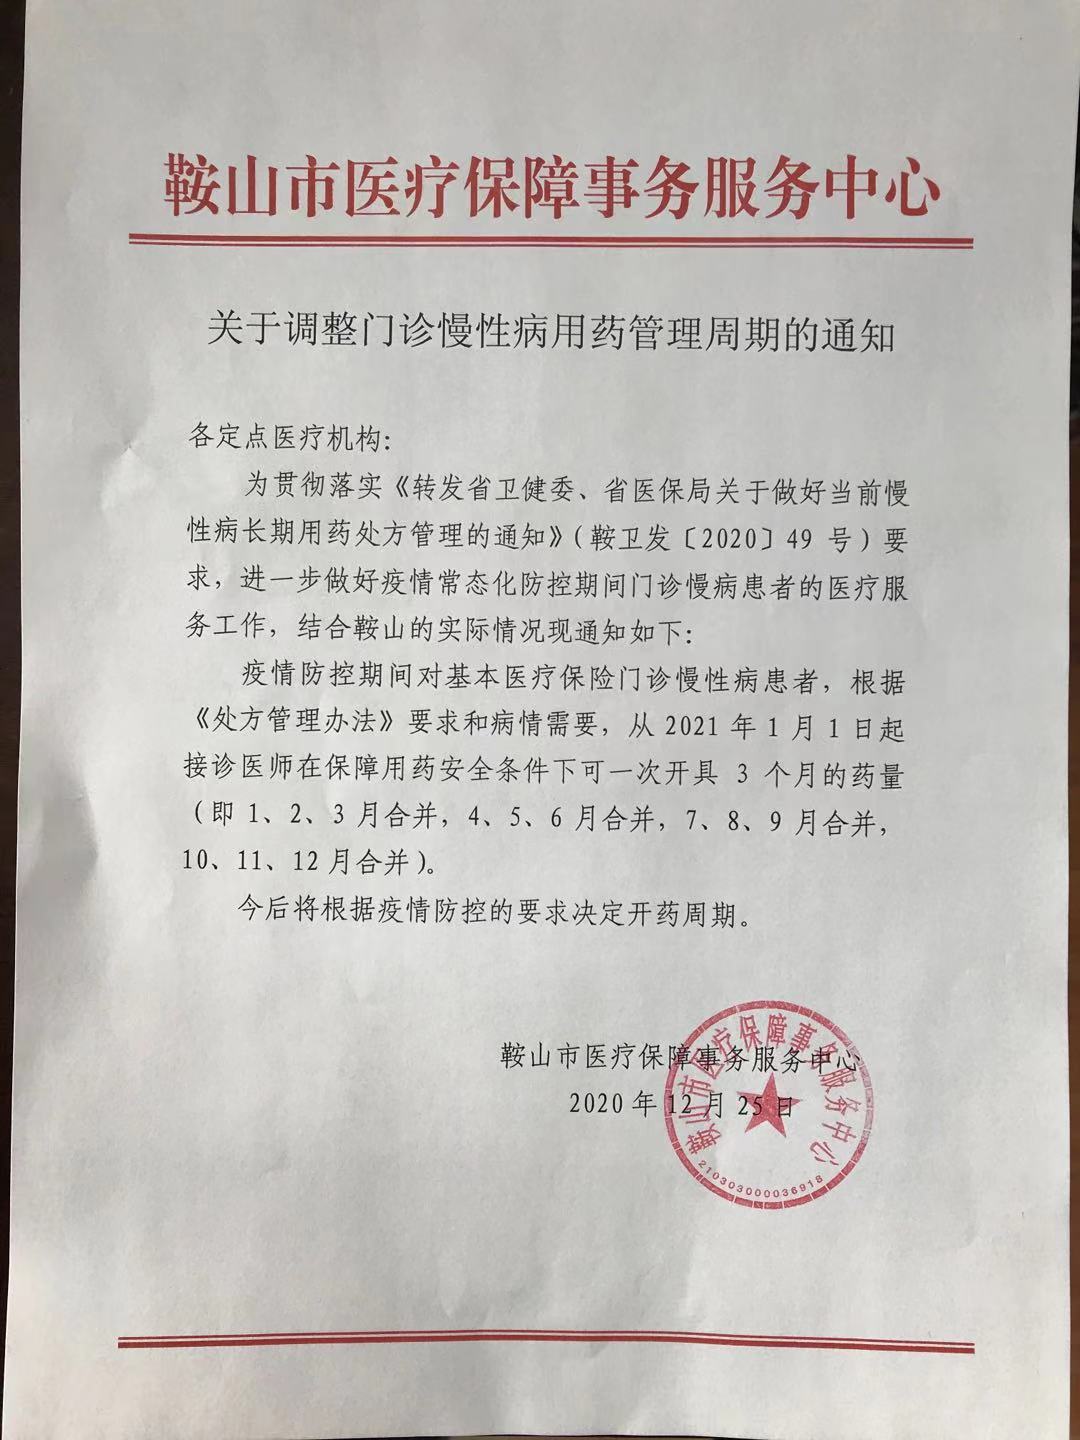 鞍山市医疗保障事务服务中心
关于调整门诊慢性病用药管理周期的通知
各定点医疗机构：
为贯彻落实《转发省卫健委、省医保局关于做好当前慢
性病长期用药处方管理的通知》（鞍卫发〔2020〕49 号）要
求，进一步做好疫情常态化防控期间门诊慢病患者的医疗服
务工作，结合鞍山的实际情况现通知如下：
疫情防控期间对基本医疗保险门诊慢性病患者，根据
《处方管理办法》要求和病情需要，从 2021 年 1 月 1 日起
接诊医师在保障用药安全条件下可一次开具 3 个月的药量
（即 1、2、3 月合并，4、5、6 月合并，7、8、9 月合并，
10、11、12 月合并）。
今后将根据疫情防控的要求决定开药周期。
鞍山市医疗保障事务服务中心
2020 年 12 月 25 日
鞍山市医疗保障事务服务中心
210303000036918